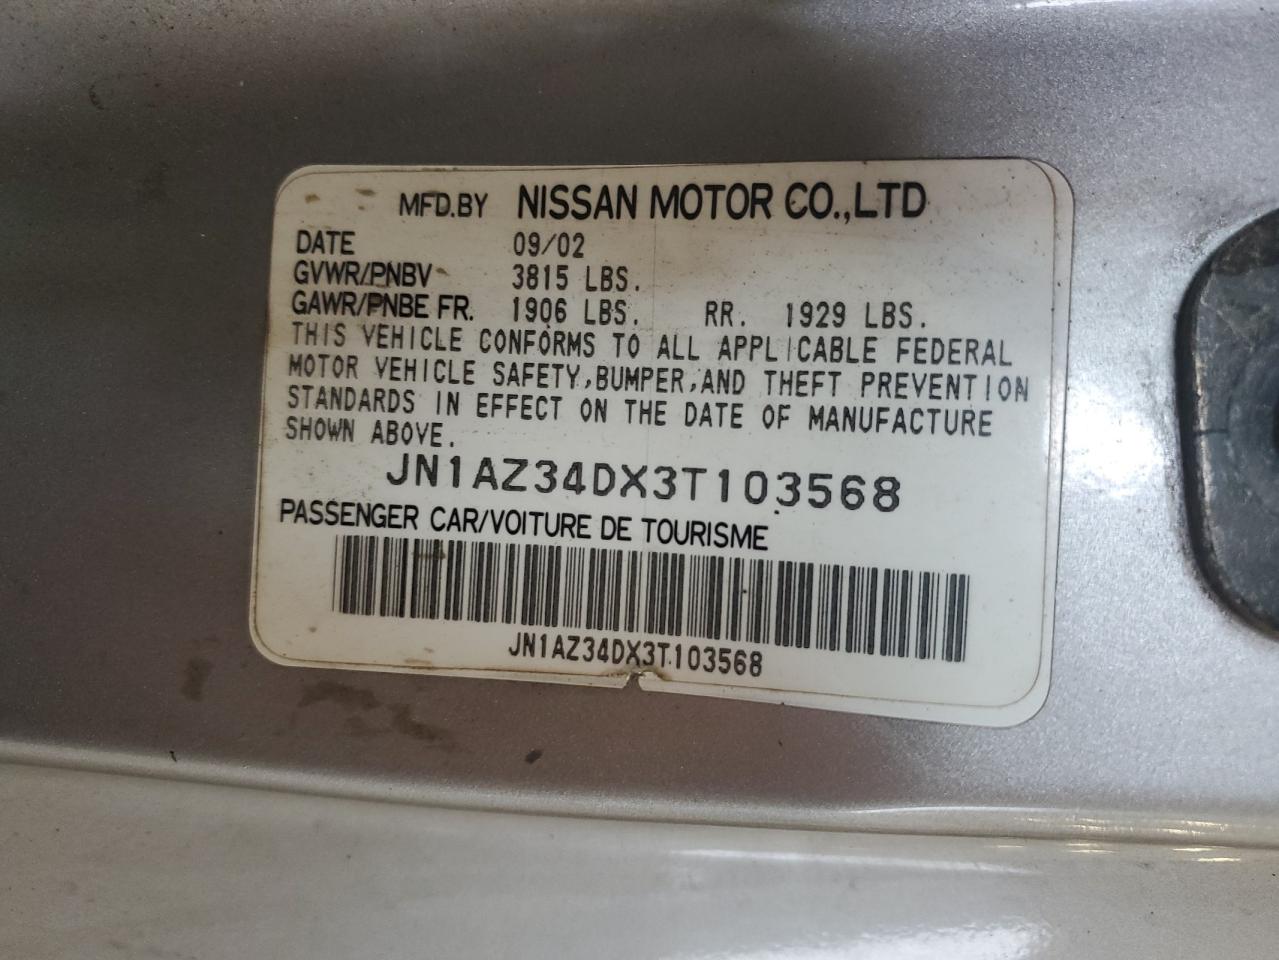 MFD.BY NISSAN MOTOR CO.,LTD
DATE 09/02
GVWR/PNBV 3815 LBS.
GAWR/PNBE FR. 1906 LBS. RR. 1929 LBS.
THIS VEHICLE CONFORMS TO ALL APPLICABLE FEDERAL
MOTOR VEHICLE SAFETY,BUMPER,AND THEFT PREVENTION
STANDARDS IN EFFECT ON THE DATE OF MANUFACTURE
SHOWN ABOVE.
JN1AZ34DX3T103568
PASSENGER CAR/VOITURE DE TOURISME
JN1AZ34DX3T103568